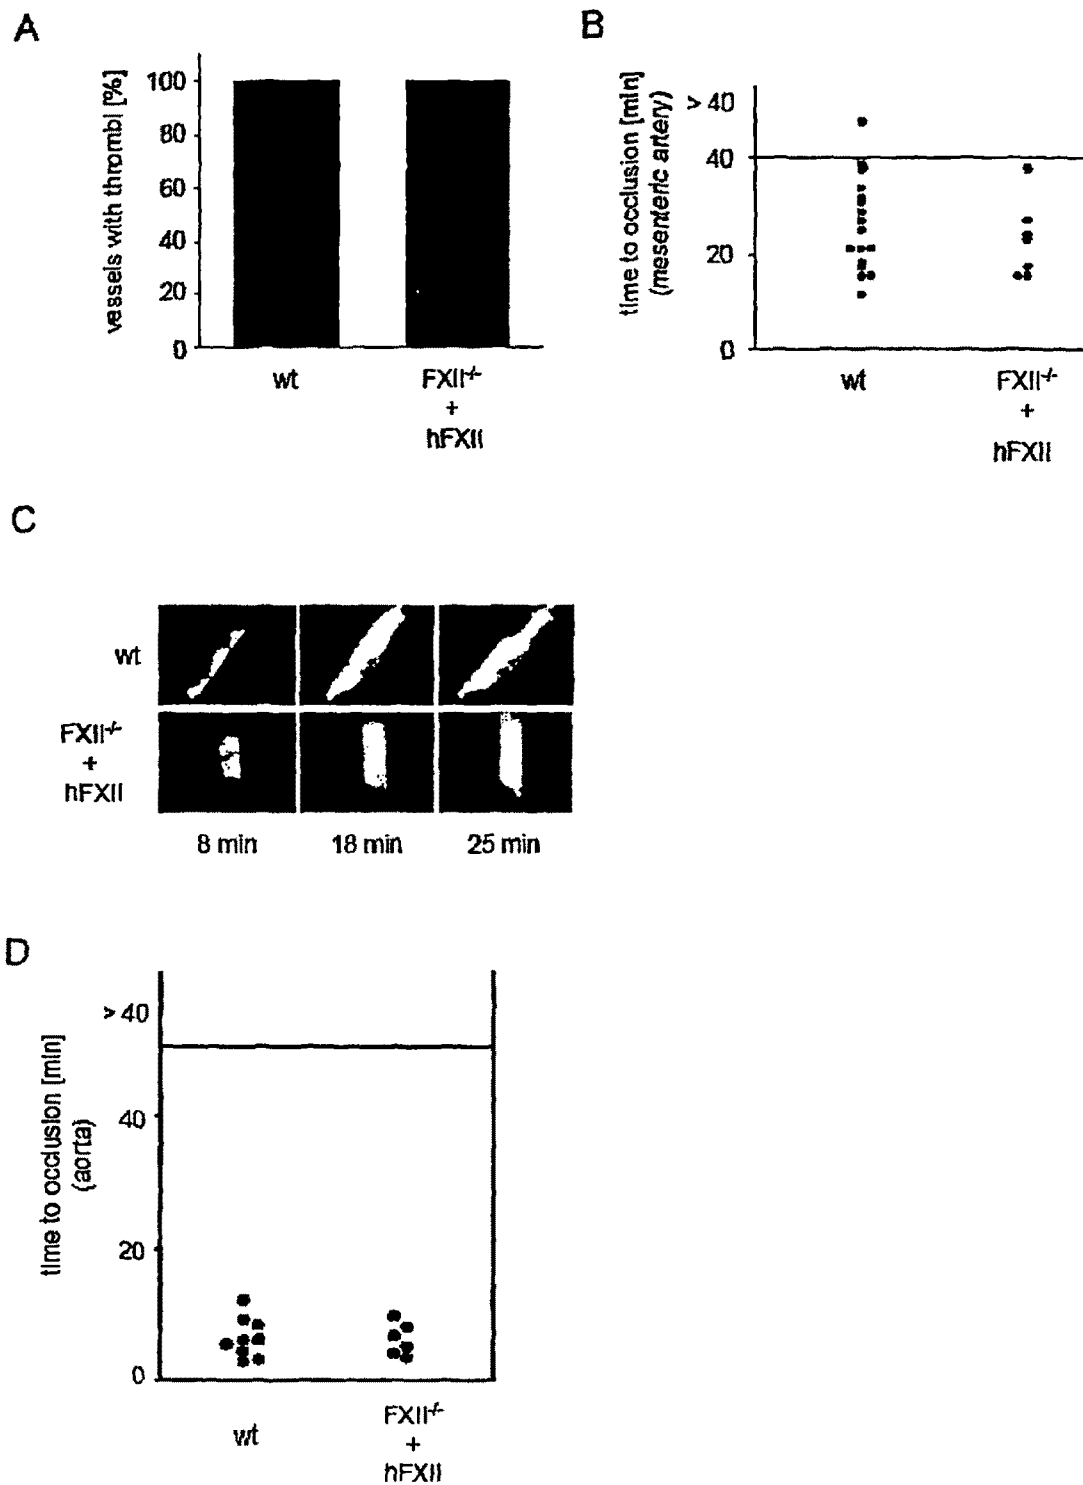 A
vessels with thrombi [%]
100
80
60
40
20
0
wt
FXII-/-
+
hFXII
B
time to occlusion [min]
(mesenteric artery)
> 40
40
20
0
wt
FXII-/-
+
hFXII
C
wt
FXII-/-
+
hFXII
8 min
18 min
25 min
D
time to occlusion [min]
(aorta)
> 40
40
20
0
wt
FXII-/-
+
hFXII